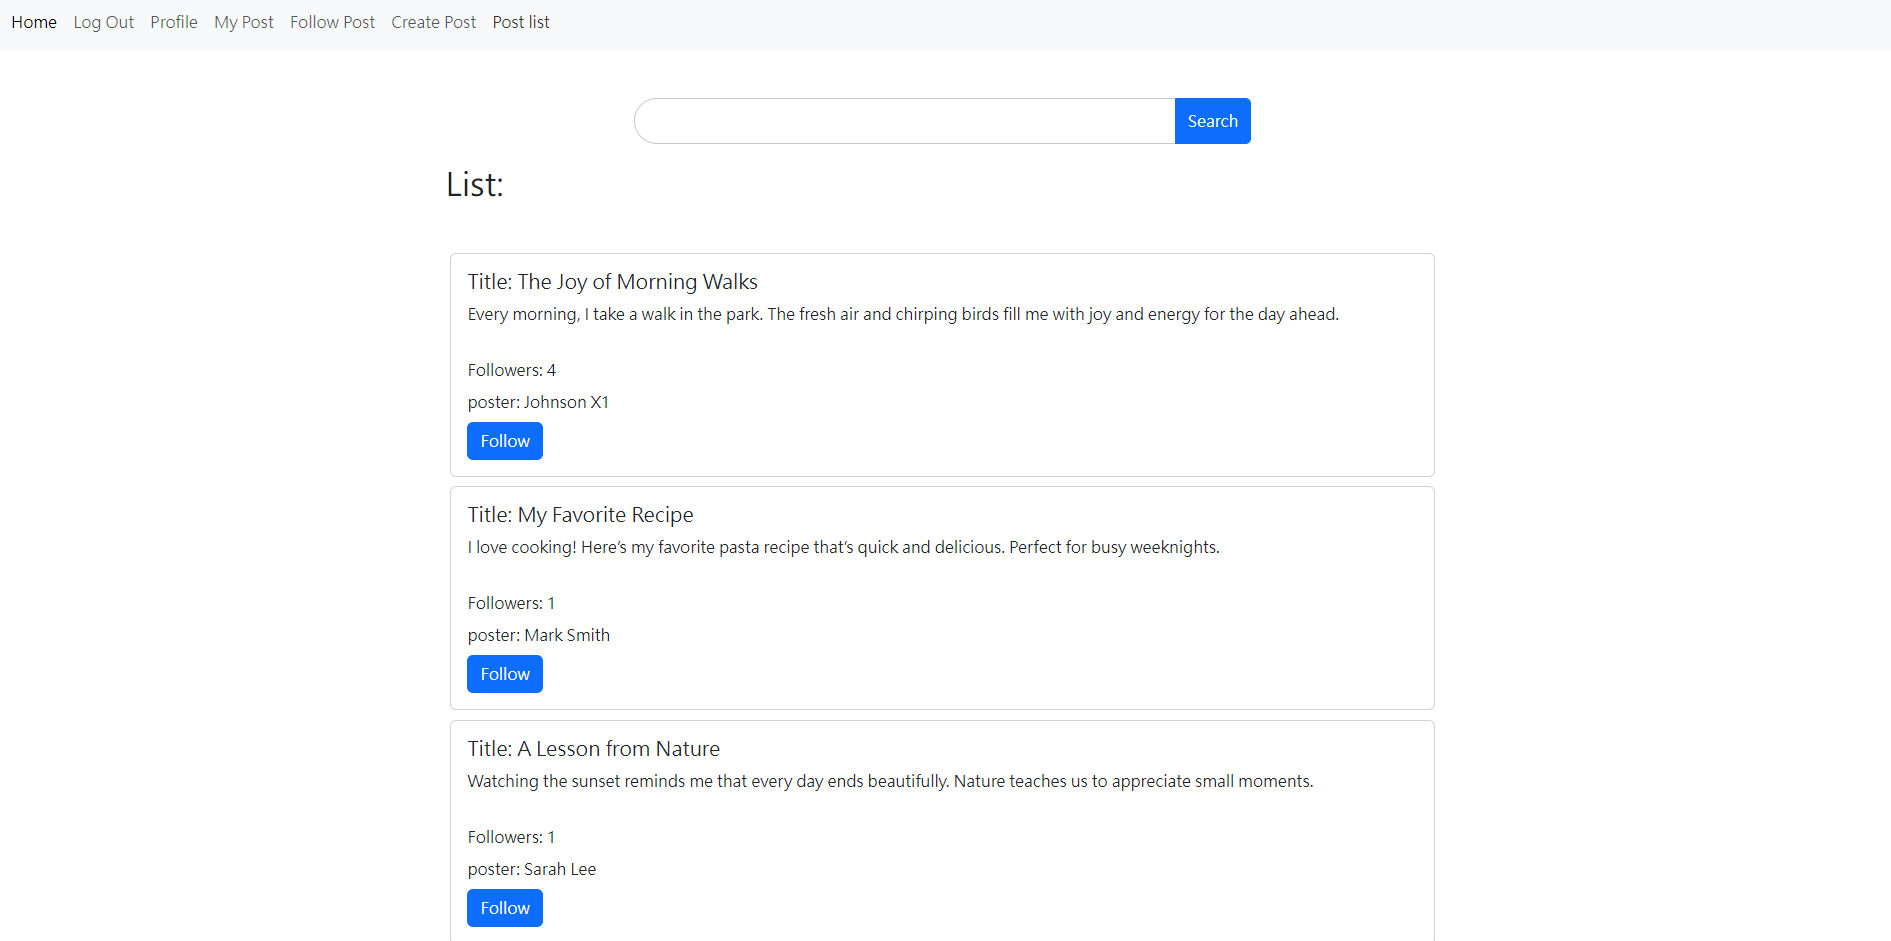 Home Log Out Profile My Post Follow Post Create Post Post list
Search
List:
Title: The Joy of Morning Walks
Every morning, I take a walk in the park. The fresh air and chirping birds fill me with joy and energy for the day ahead.
Followers: 4
poster: Johnson X1
Follow
Title: My Favorite Recipe
I love cooking! Here’s my favorite pasta recipe that’s quick and delicious. Perfect for busy weeknights.
Followers: 1
poster: Mark Smith
Follow
Title: A Lesson from Nature
Watching the sunset reminds me that every day ends beautifully. Nature teaches us to appreciate small moments.
Followers: 1
poster: Sarah Lee
Follow